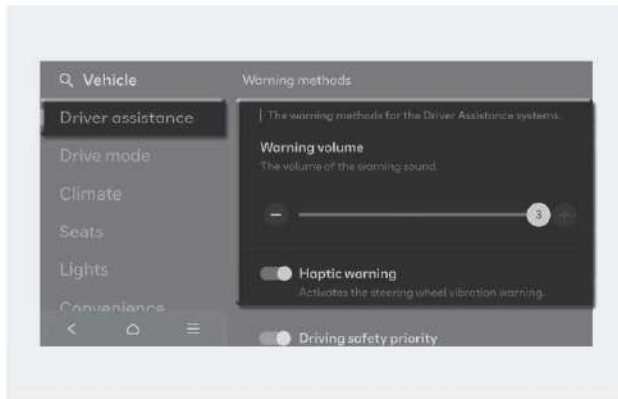 Vehicle
Warning methods
Driver assistance
The warning methods for the Driver Assistance systems.
Drive mode
Warning volume
The volume of the warning sound.
Climate
Seats
3
Lights
Haptic warning
Activates the steering wheel vibration warning.
Convenience
Driving safety priority